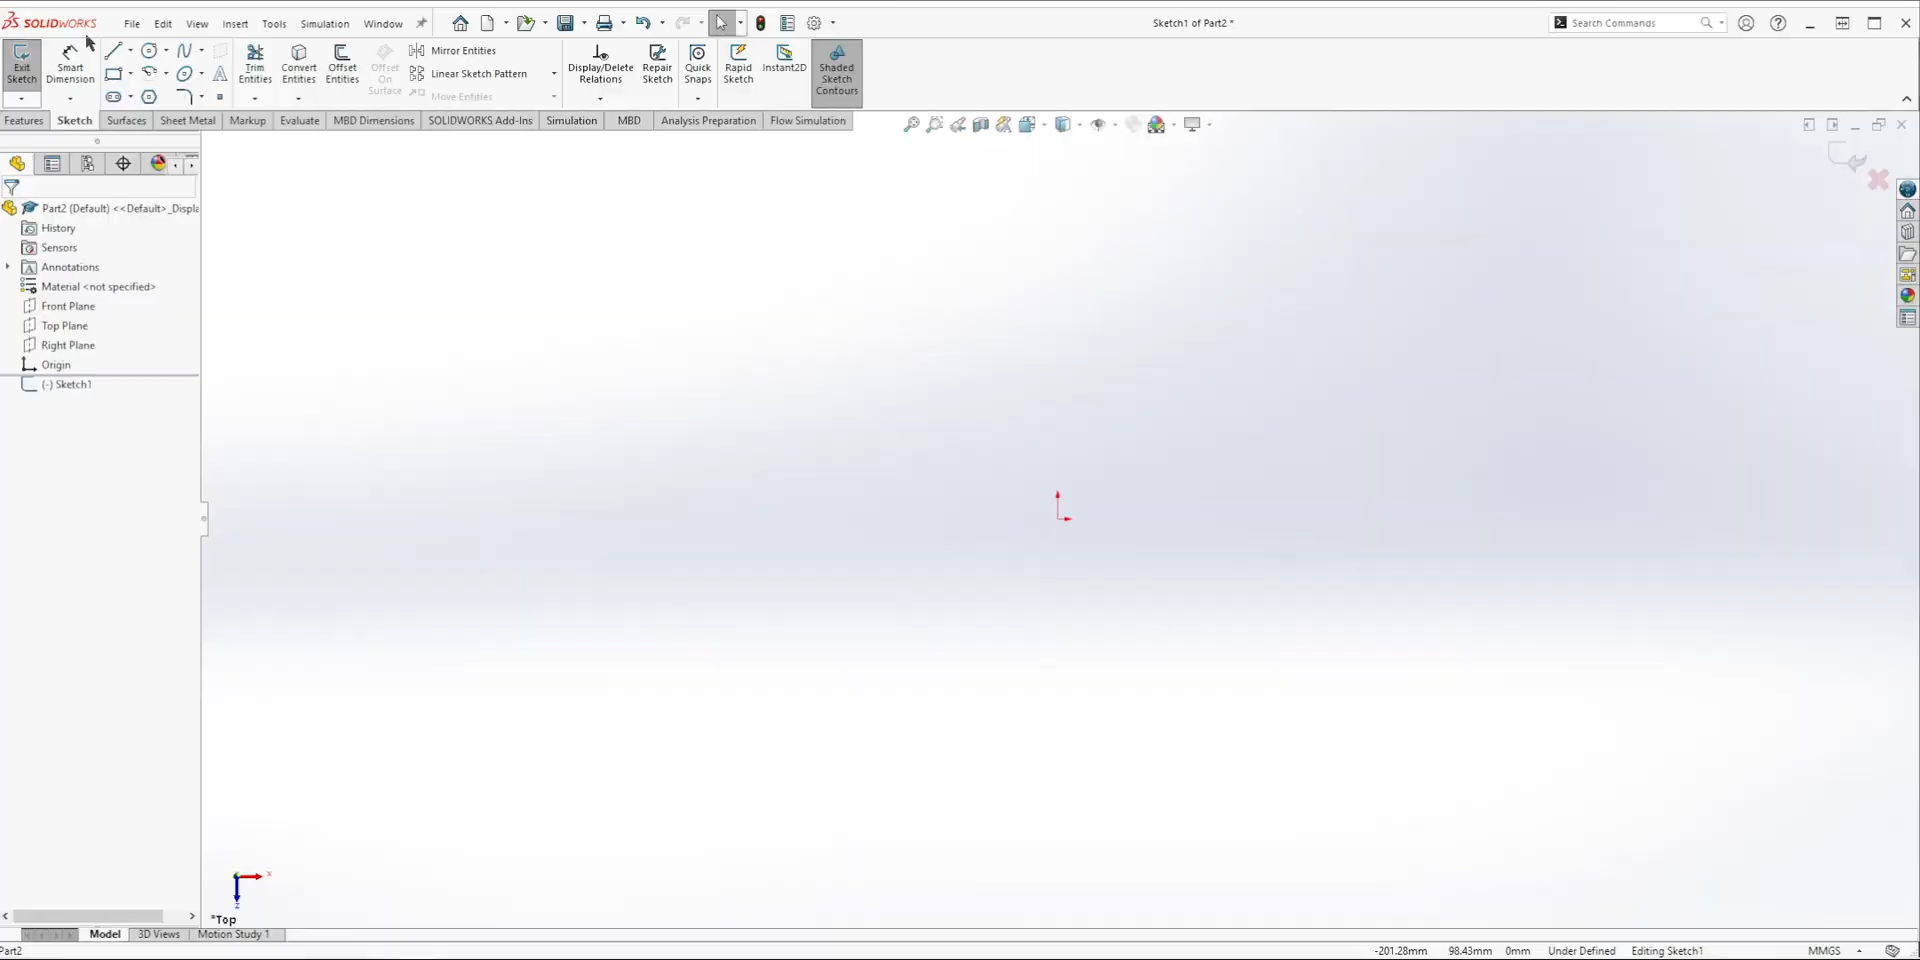 SOLIDWORKS File Edit View Insert Tools Simulation Window
Sketch1 of Part2 *
Search Commands
Exit Sketch
Smart Dimension
Trim Entities
Convert Entities
Offset Entities
Offset On Surface
Mirror Entities
Linear Sketch Pattern
Move Entities
Display/Delete Relations
Repair Sketch
Quick Snaps
Rapid Sketch
Instant2D
Shaded Sketch Contours
Features Sketch Surfaces Sheet Metal Markup Evaluate MBD Dimensions SOLIDWORKS Add-Ins Simulation MBD Analysis Preparation Flow Simulation
Part2 (Default) <<Default>_Displa
History
Sensors
Annotations
Material <not specified>
Front Plane
Top Plane
Right Plane
Origin
(-) Sketch1
x
z
*Top
Model 3D Views Motion Study 1
Part2 -201.28mm 98.43mm 0mm Under Defined Editing Sketch1 MMGS